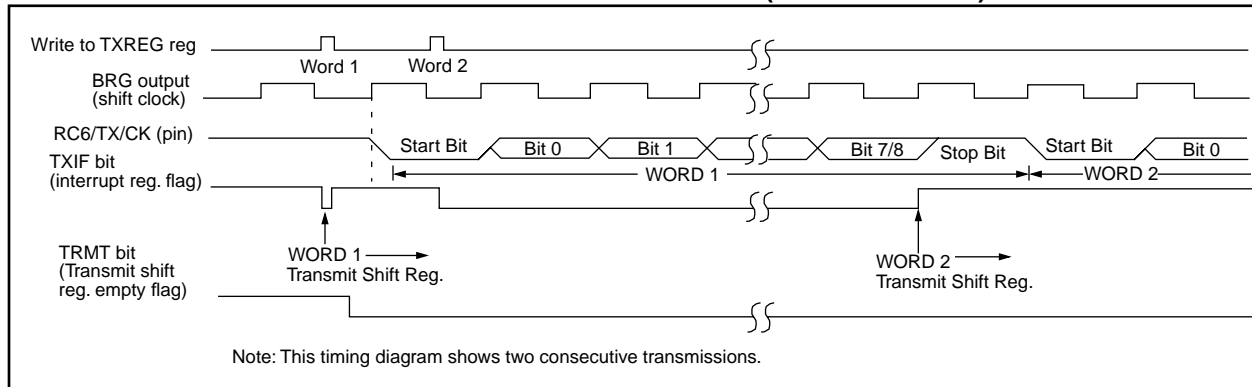 Write to TXREG reg
Word 1
Word 2
BRG output
(shift clock)
RC6/TX/CK (pin)
Start Bit
Bit 0
Bit 1
Bit 7/8
Stop Bit
Start Bit
Bit 0
TXIF bit
(interrupt reg. flag)
WORD 1
WORD 2
TRMT bit
(Transmit shift
reg. empty flag)
WORD 1
Transmit Shift Reg.
WORD 2
Transmit Shift Reg.
Note: This timing diagram shows two consecutive transmissions.